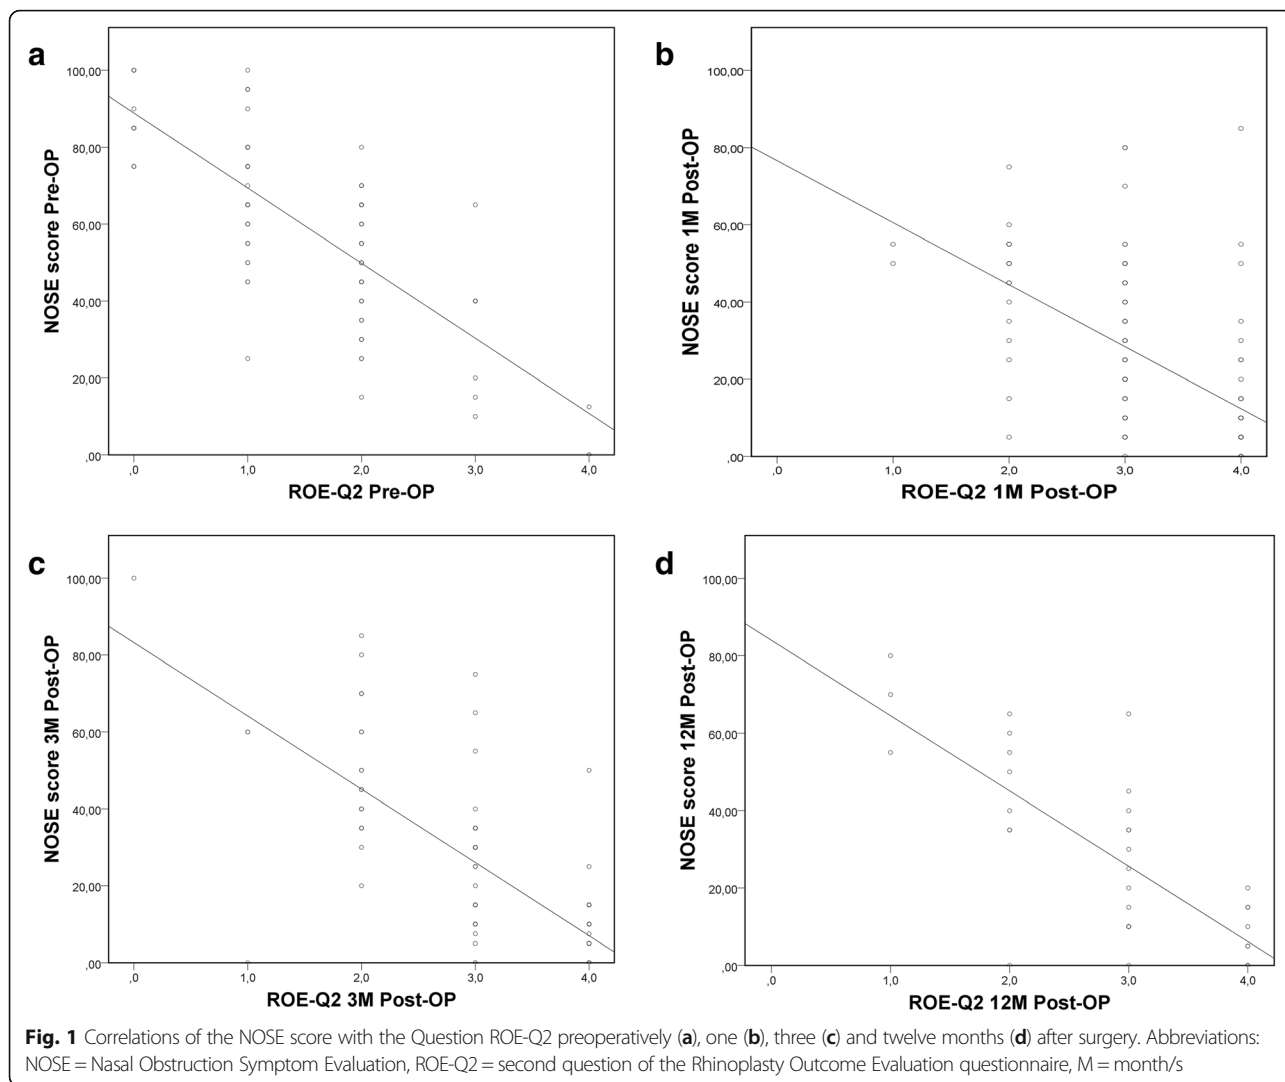 a
NOSE score Pre-OP
100,00
80,00
60,00
40,00
20,00
,00
,0 1,0 2,0 3,0 4,0
ROE-Q2 Pre-OP
b
NOSE score 1M Post-OP
100,00
80,00
60,00
40,00
20,00
,00
,0 1,0 2,0 3,0 4,0
ROE-Q2 1M Post-OP
c
NOSE score 3M Post-OP
100,00
80,00
60,00
40,00
20,00
,00
,0 1,0 2,0 3,0 4,0
ROE-Q2 3M Post-OP
d
NOSE score 12M Post-OP
100,00
80,00
60,00
40,00
20,00
,00
,0 1,0 2,0 3,0 4,0
ROE-Q2 12M Post-OP
Fig. 1 Correlations of the NOSE score with the Question ROE-Q2 preoperatively (a), one (b), three (c) and twelve months (d) after surgery. Abbreviations:
NOSE = Nasal Obstruction Symptom Evaluation, ROE-Q2 = second question of the Rhinoplasty Outcome Evaluation questionnaire, M = month/s